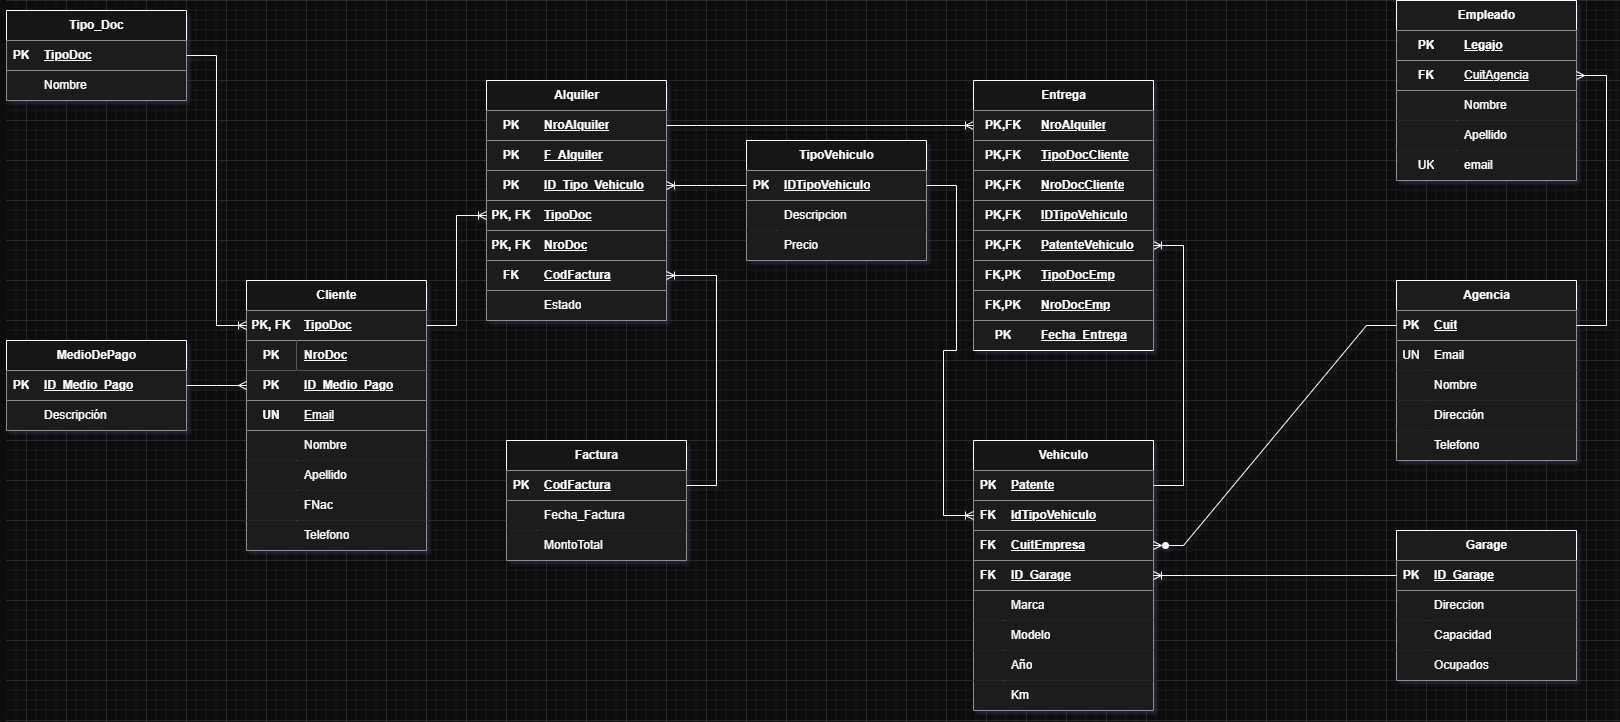 Tipo_Doc
PK TipoDoc
Nombre
MedioDePago
PK ID_Medio_Pago
Descripción
Cliente
PK, FK TipoDoc
PK NroDoc
PK ID_Medio_Pago
UN Email
Nombre
Apellido
FNac
Telefono
Alquiler
PK NroAlquiler
PK F_Alquiler
PK ID_Tipo_Vehiculo
PK, FK TipoDoc
PK, FK NroDoc
FK CodFactura
Estado
Factura
PK CodFactura
Fecha_Factura
MontoTotal
TipoVehiculo
PK IDTipoVehiculo
Descripcion
Precio
Entrega
PK,FK NroAlquiler
PK,FK TipoDocCliente
PK,FK NroDocCliente
PK,FK IDTipoVehiculo
PK,FK PatenteVehiculo
FK,PK TipoDocEmp
FK,PK NroDocEmp
PK Fecha_Entrega
Vehiculo
PK Patente
FK IdTipoVehiculo
FK CuitEmpresa
FK ID_Garage
Marca
Modelo
Año
Km
Empleado
PK Legajo
FK CuitAgencia
Nombre
Apellido
UK email
Agencia
PK Cuit
UN Email
Nombre
Dirección
Telefono
Garage
PK ID_Garage
Direccion
Capacidad
Ocupados